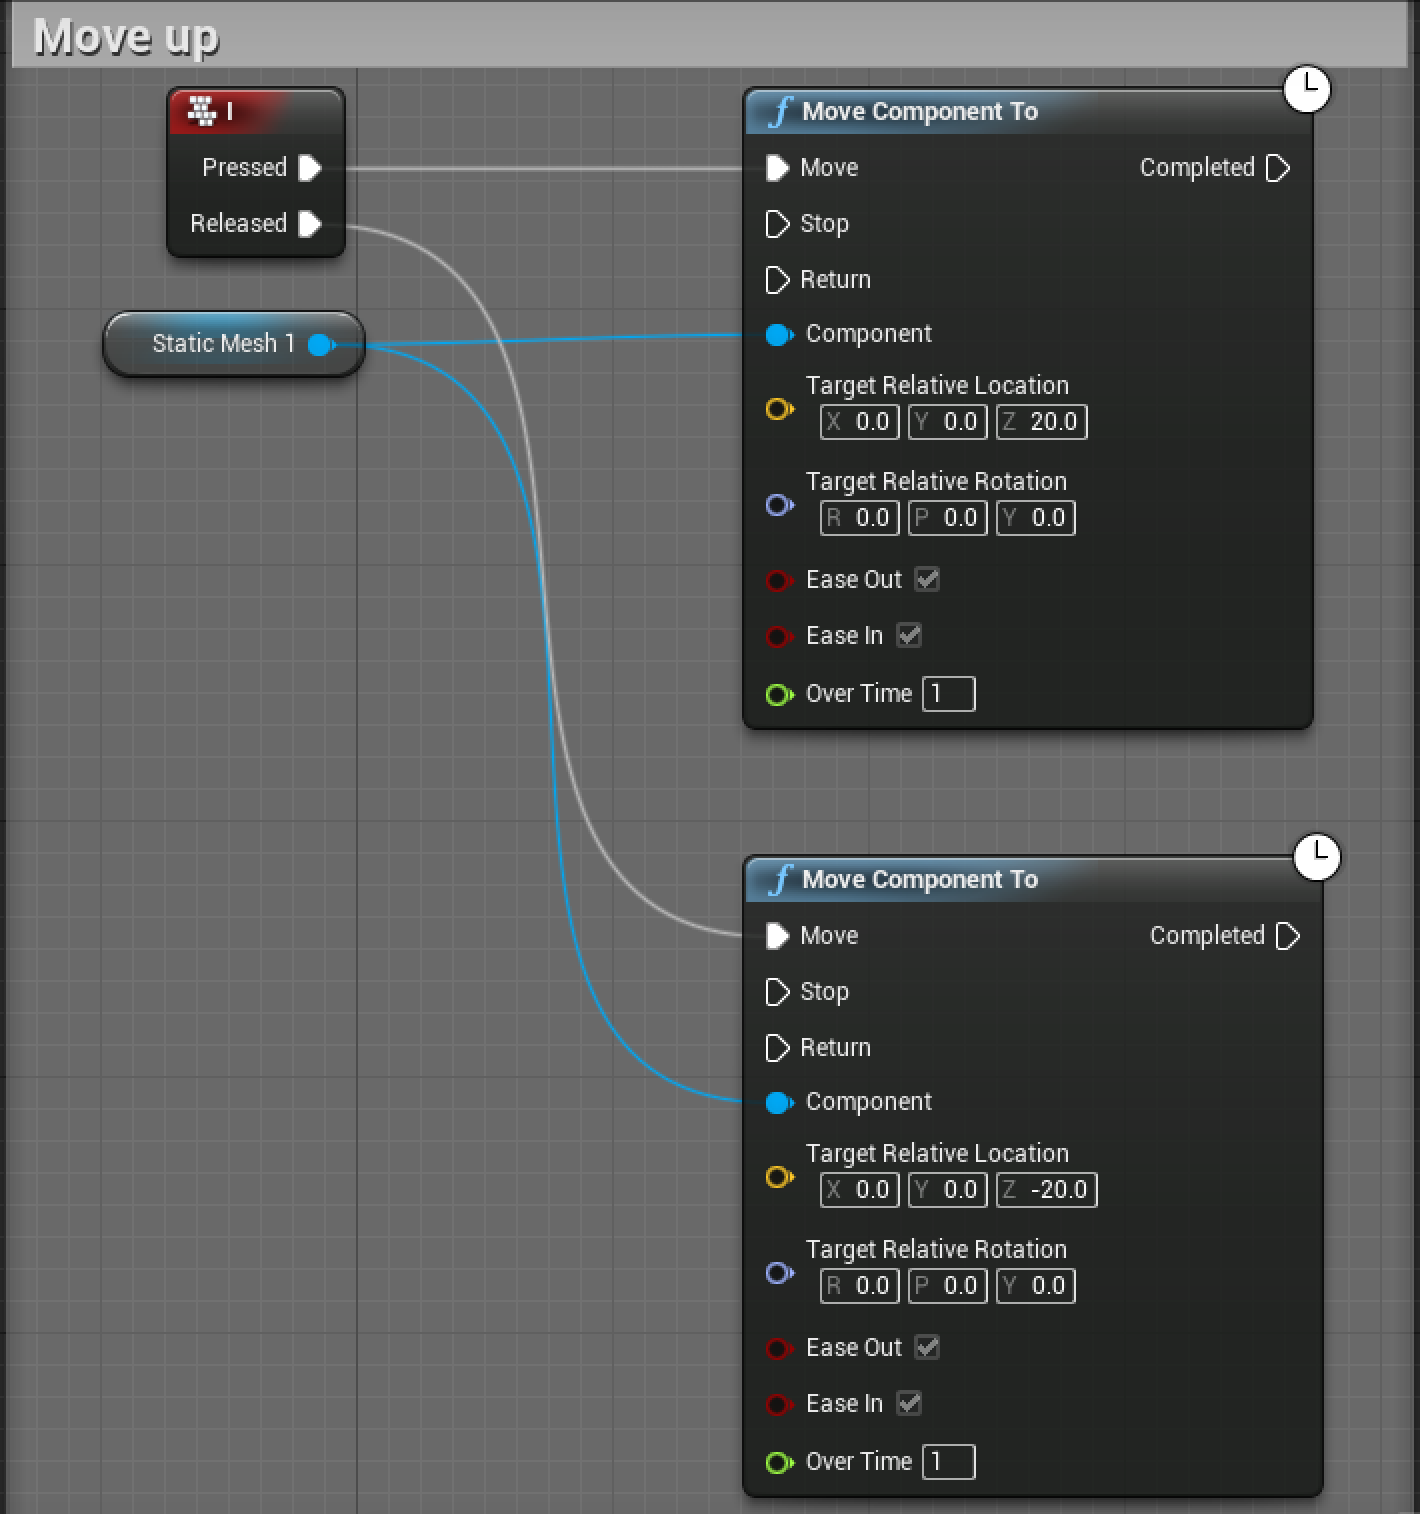 Move up
I
Pressed
Released
Static Mesh 1
Move Component To
Move Completed
Stop
Return
Component
Target Relative Location
X 0.0 Y 0.0 Z 20.0
Target Relative Rotation
R 0.0 P 0.0 Y 0.0
Ease Out
Ease In
Over Time 1
Move Component To
Move Completed
Stop
Return
Component
Target Relative Location
X 0.0 Y 0.0 Z -20.0
Target Relative Rotation
R 0.0 P 0.0 Y 0.0
Ease Out
Ease In
Over Time 1